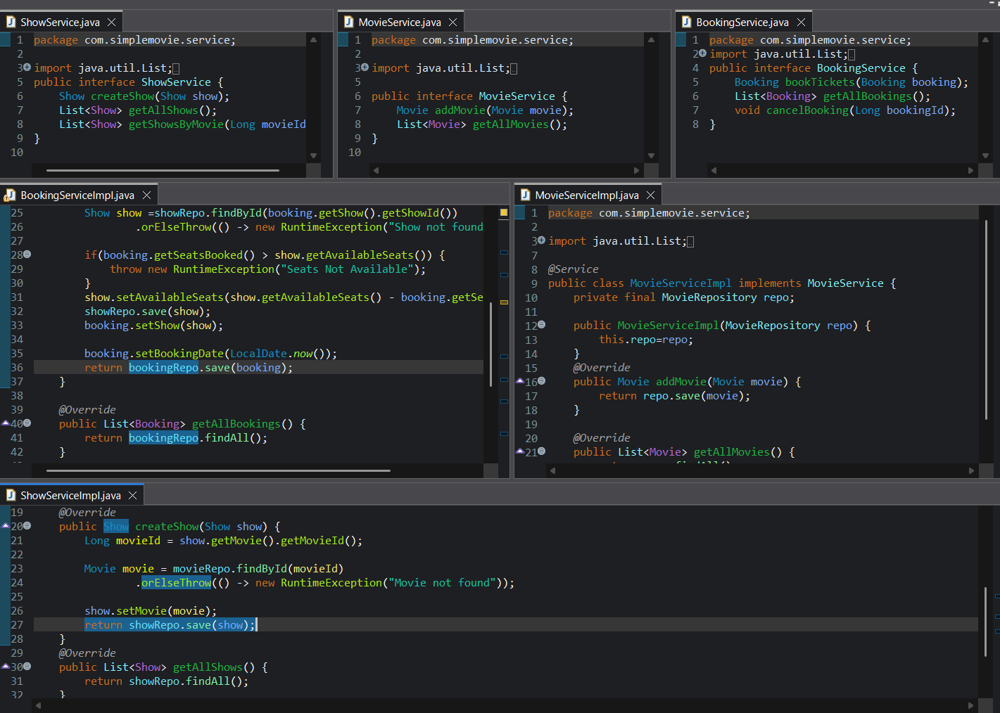 ShowService.java
1 package com.simplemovie.service;
2
3 import java.util.List;
5 public interface ShowService {
6 Show createShow(Show show);
7 List<Show> getAllShows();
8 List<Show> getShowsByMovie(Long movieId
9 }
10
MovieService.java
1 package com.simplemovie.service;
2
3 import java.util.List;
5
6 public interface MovieService {
7 Movie addMovie(Movie movie);
8 List<Movie> getAllMovies();
9 }
10
BookingService.java
1 package com.simplemovie.service;
2 import java.util.List;
4 public interface BookingService {
5 Booking bookTickets(Booking booking);
6 List<Booking> getAllBookings();
7 void cancelBooking(Long bookingId);
8 }
BookingServiceImpl.java
25 Show show =showRepo.findById(booking.getShow().getShowId())
26 .orElseThrow(() -> new RuntimeException("Show not found
27
28 if(booking.getSeatsBooked() > show.getAvailableSeats()) {
29 throw new RuntimeException("Seats Not Available");
30 }
31 show.setAvailableSeats(show.getAvailableSeats() - booking.getSe
32 showRepo.save(show);
33 booking.setShow(show);
34
35 booking.setBookingDate(LocalDate.now());
36 return bookingRepo.save(booking);
37 }
38
39 @Override
40 public List<Booking> getAllBookings() {
41 return bookingRepo.findAll();
42 }
MovieServiceImpl.java
1 package com.simplemovie.service;
2
3 import java.util.List;
7
8 @Service
9 public class MovieServiceImpl implements MovieService {
10 private final MovieRepository repo;
11
12 public MovieServiceImpl(MovieRepository repo) {
13 this.repo=repo;
14 }
15 @Override
16 public Movie addMovie(Movie movie) {
17 return repo.save(movie);
18 }
19
20 @Override
21 public List<Movie> getAllMovies() {
ShowServiceImpl.java
19 @Override
20 public Show createShow(Show show) {
21 Long movieId = show.getMovie().getMovieId();
22
23 Movie movie = movieRepo.findById(movieId)
24 .orElseThrow(() -> new RuntimeException("Movie not found"));
25
26 show.setMovie(movie);
27 return showRepo.save(show);
28 }
29 @Override
30 public List<Show> getAllShows() {
31 return showRepo.findAll();
32 }